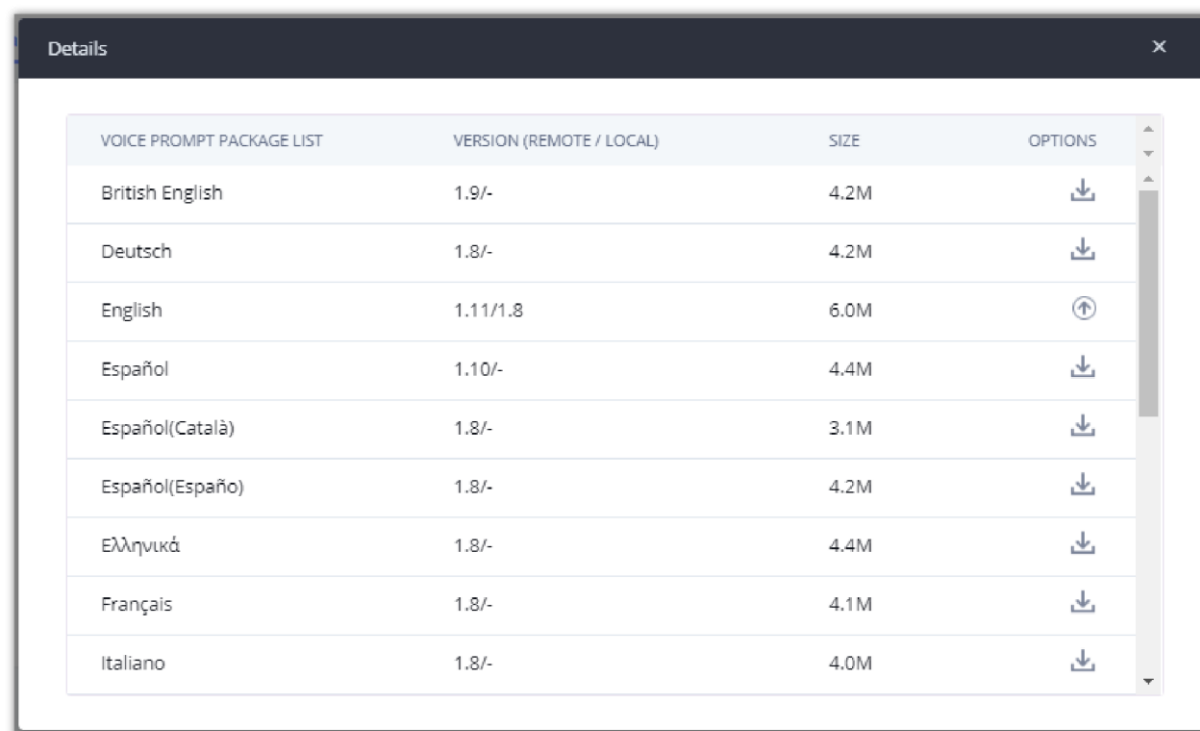 Details
VOICE PROMPT PACKAGE LIST VERSION (REMOTE / LOCAL) SIZE OPTIONS
British English 1.9/- 4.2M
Deutsch 1.8/- 4.2M
English 1.11/1.8 6.0M
Español 1.10/- 4.4M
Español(Català) 1.8/- 3.1M
Español(Españo) 1.8/- 4.2M
Ελληνικά 1.8/- 4.4M
Français 1.8/- 4.1M
Italiano 1.8/- 4.0M